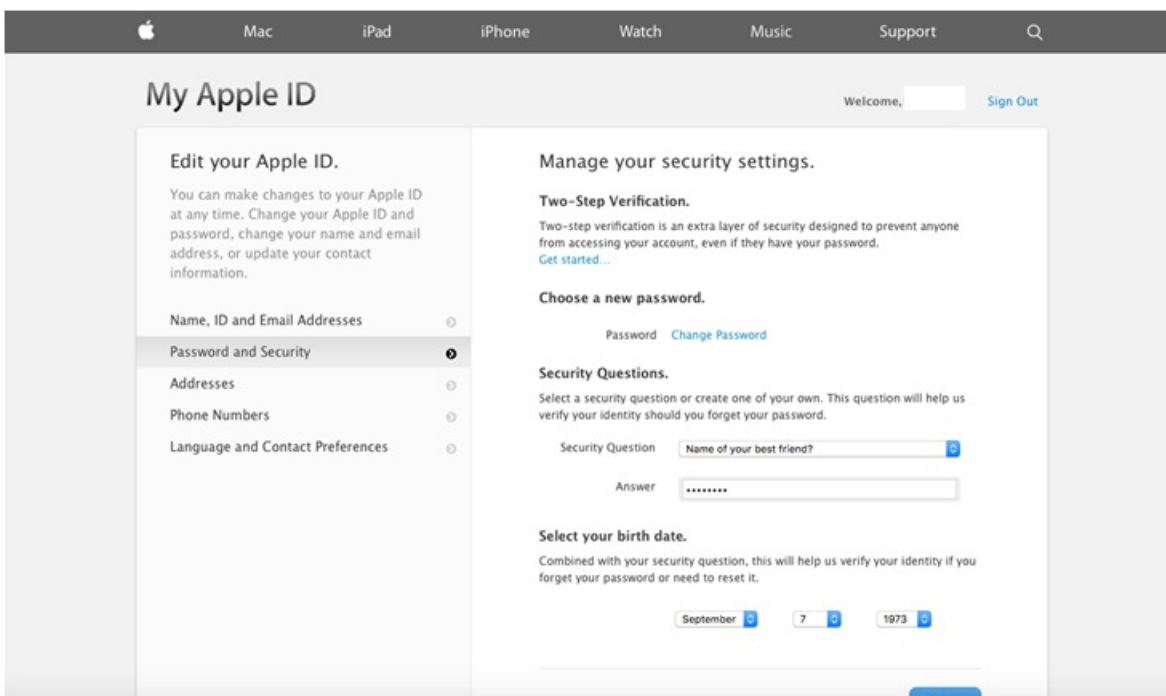 Mac iPad iPhone Watch Music Support
My Apple ID
Welcome, Sign Out
Edit your Apple ID.
You can make changes to your Apple ID
at any time. Change your Apple ID and
password, change your name and email
address, or update your contact
information.
Name, ID and Email Addresses
Password and Security
Addresses
Phone Numbers
Language and Contact Preferences
Manage your security settings.
Two-Step Verification.
Two-step verification is an extra layer of security designed to prevent anyone
from accessing your account, even if they have your password.
Get started...
Choose a new password.
Password Change Password
Security Questions.
Select a security question or create one of your own. This question will help us
verify your identity should you forget your password.
Security Question Name of your best friend?
Answer ••••••••
Select your birth date.
Combined with your security question, this will help us verify your identity if you
forget your password or need to reset it.
September 7 1973